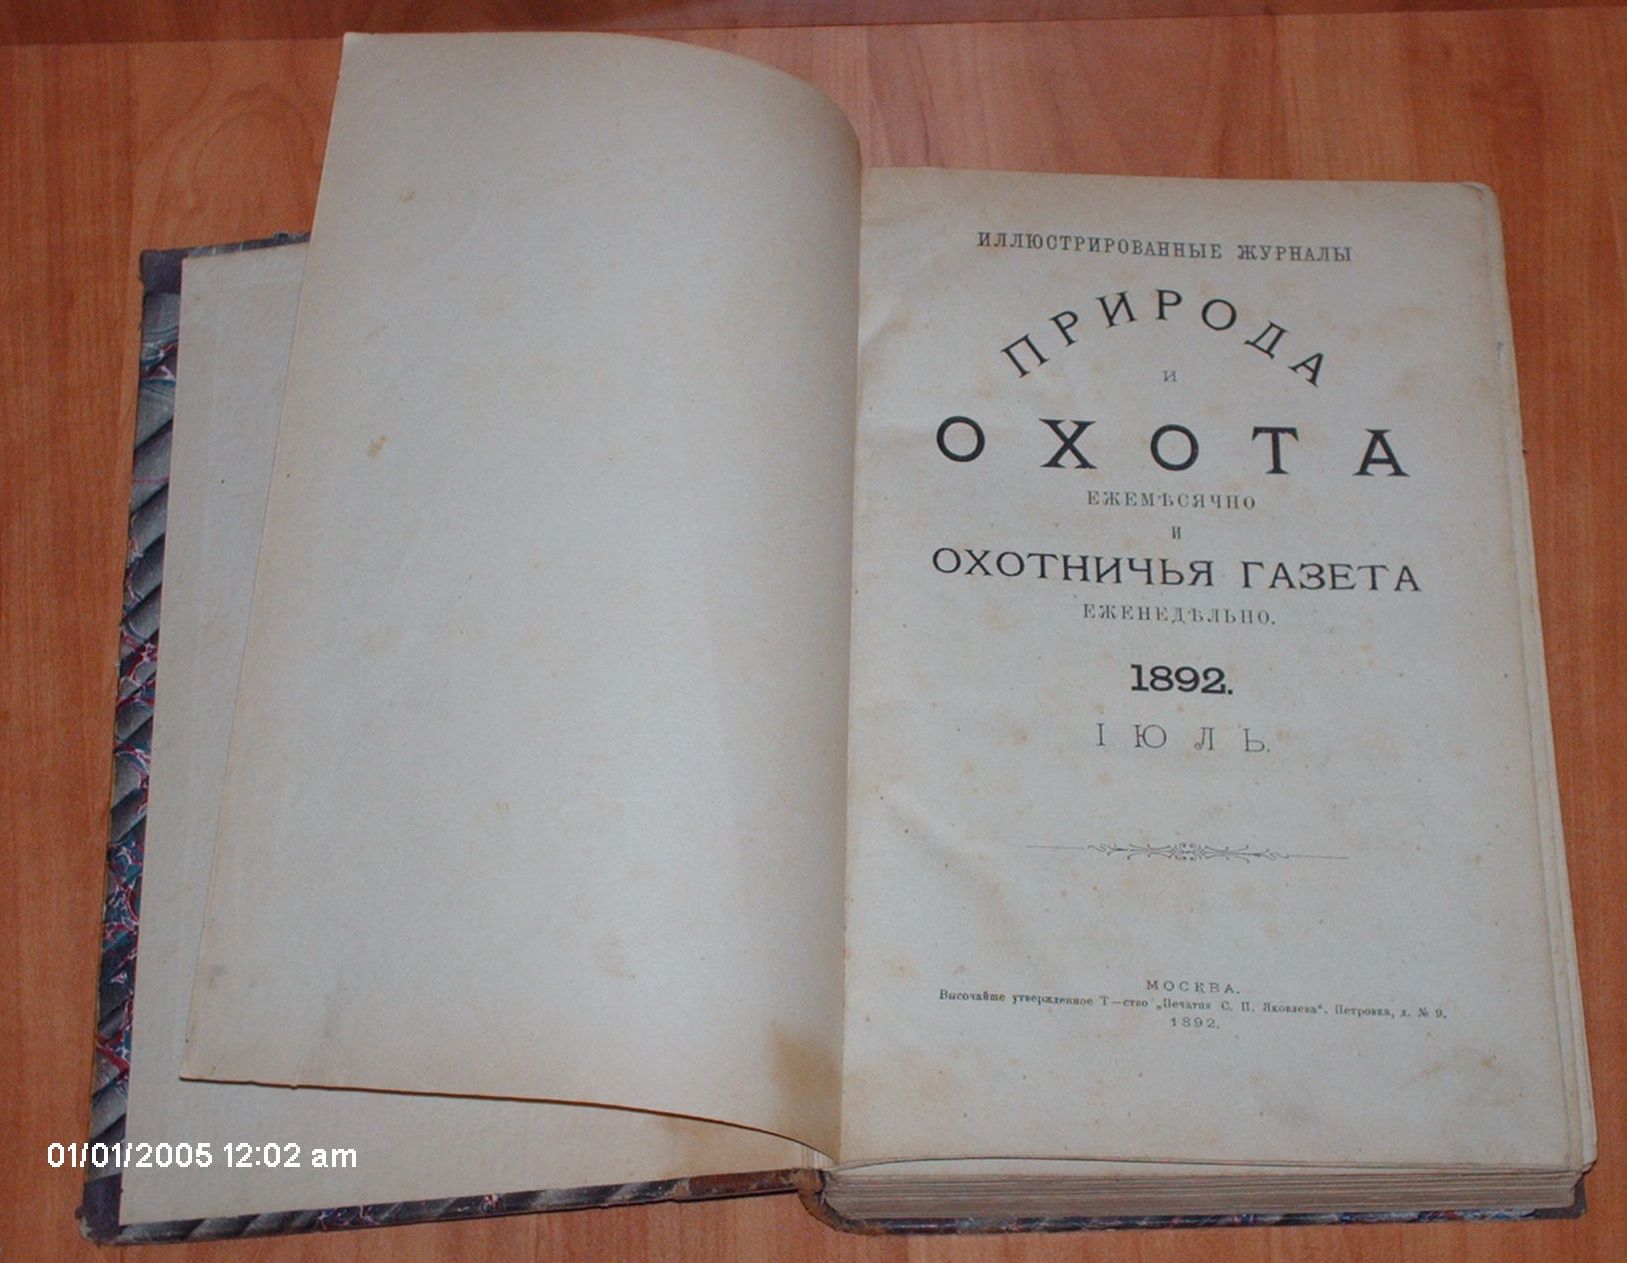 ИЛЛЮСТРИРОВАННЫЕ ЖУРНАЛЫ
ПРИРОДА
И
ОХОТА
ЕЖЕМѢСЯЧНО
И
ОХОТНИЧЬЯ ГАЗЕТА
ЕЖЕНЕДѢЛЬНО.
1892.
ІЮЛЬ.
МОСКВА.
Высочайше утвержденное Т—ство „Печатня С. П. Яковлева“. Петровка, д. № 9.
1892.
01/01/2005 12:02 am